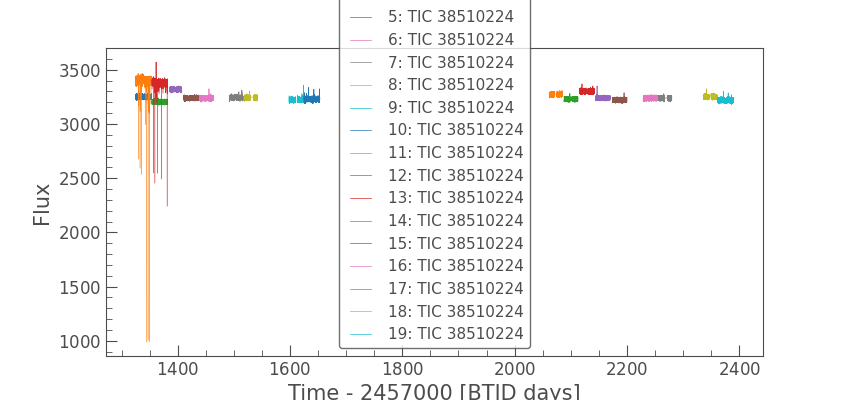 5: TIC 38510224
6: TIC 38510224
7: TIC 38510224
8: TIC 38510224
9: TIC 38510224
10: TIC 38510224
11: TIC 38510224
12: TIC 38510224
13: TIC 38510224
14: TIC 38510224
15: TIC 38510224
16: TIC 38510224
17: TIC 38510224
18: TIC 38510224
19: TIC 38510224
3500
3000
2500
2000
1500
1000
Flux
1400 1600 1800 2000 2200 2400
Time - 2457000 [BTJD days]